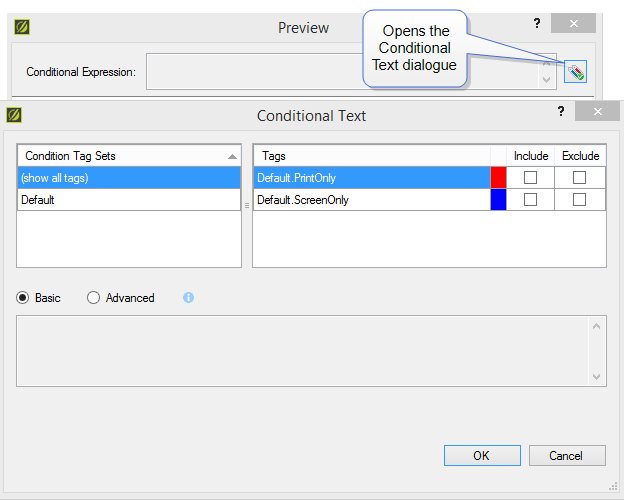 Preview
?
Opens the
Conditional
Text dialogue
Conditional Expression:
Conditional Text
?
Condition Tag Sets
Tags
Include
Exclude
(show all tags)
Default.PrintOnly
Default
Default.ScreenOnly
Basic
Advanced
i
OK
Cancel